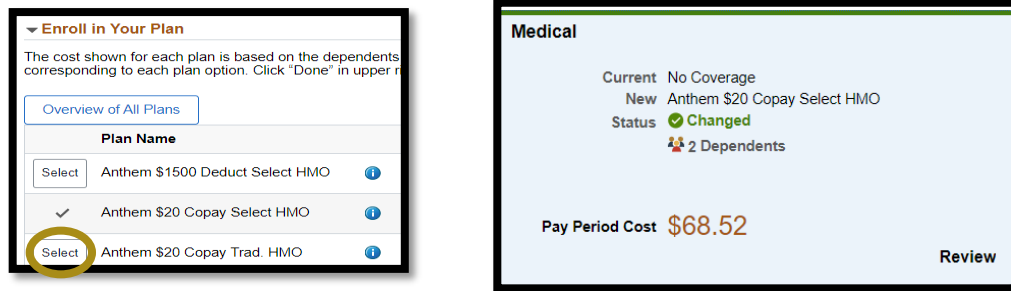 Enroll in Your Plan
The cost shown for each plan is based on the dependents
corresponding to each plan option. Click “Done” in upper
Overview of All Plans
Plan Name
Select Anthem $1500 Deduct Select HMO
Anthem $20 Copay Select HMO
Select Anthem $20 Copay Trad. HMO
Medical
Current No Coverage
New Anthem $20 Copay Select HMO
Status Changed
2 Dependents
Pay Period Cost $68.52
Review